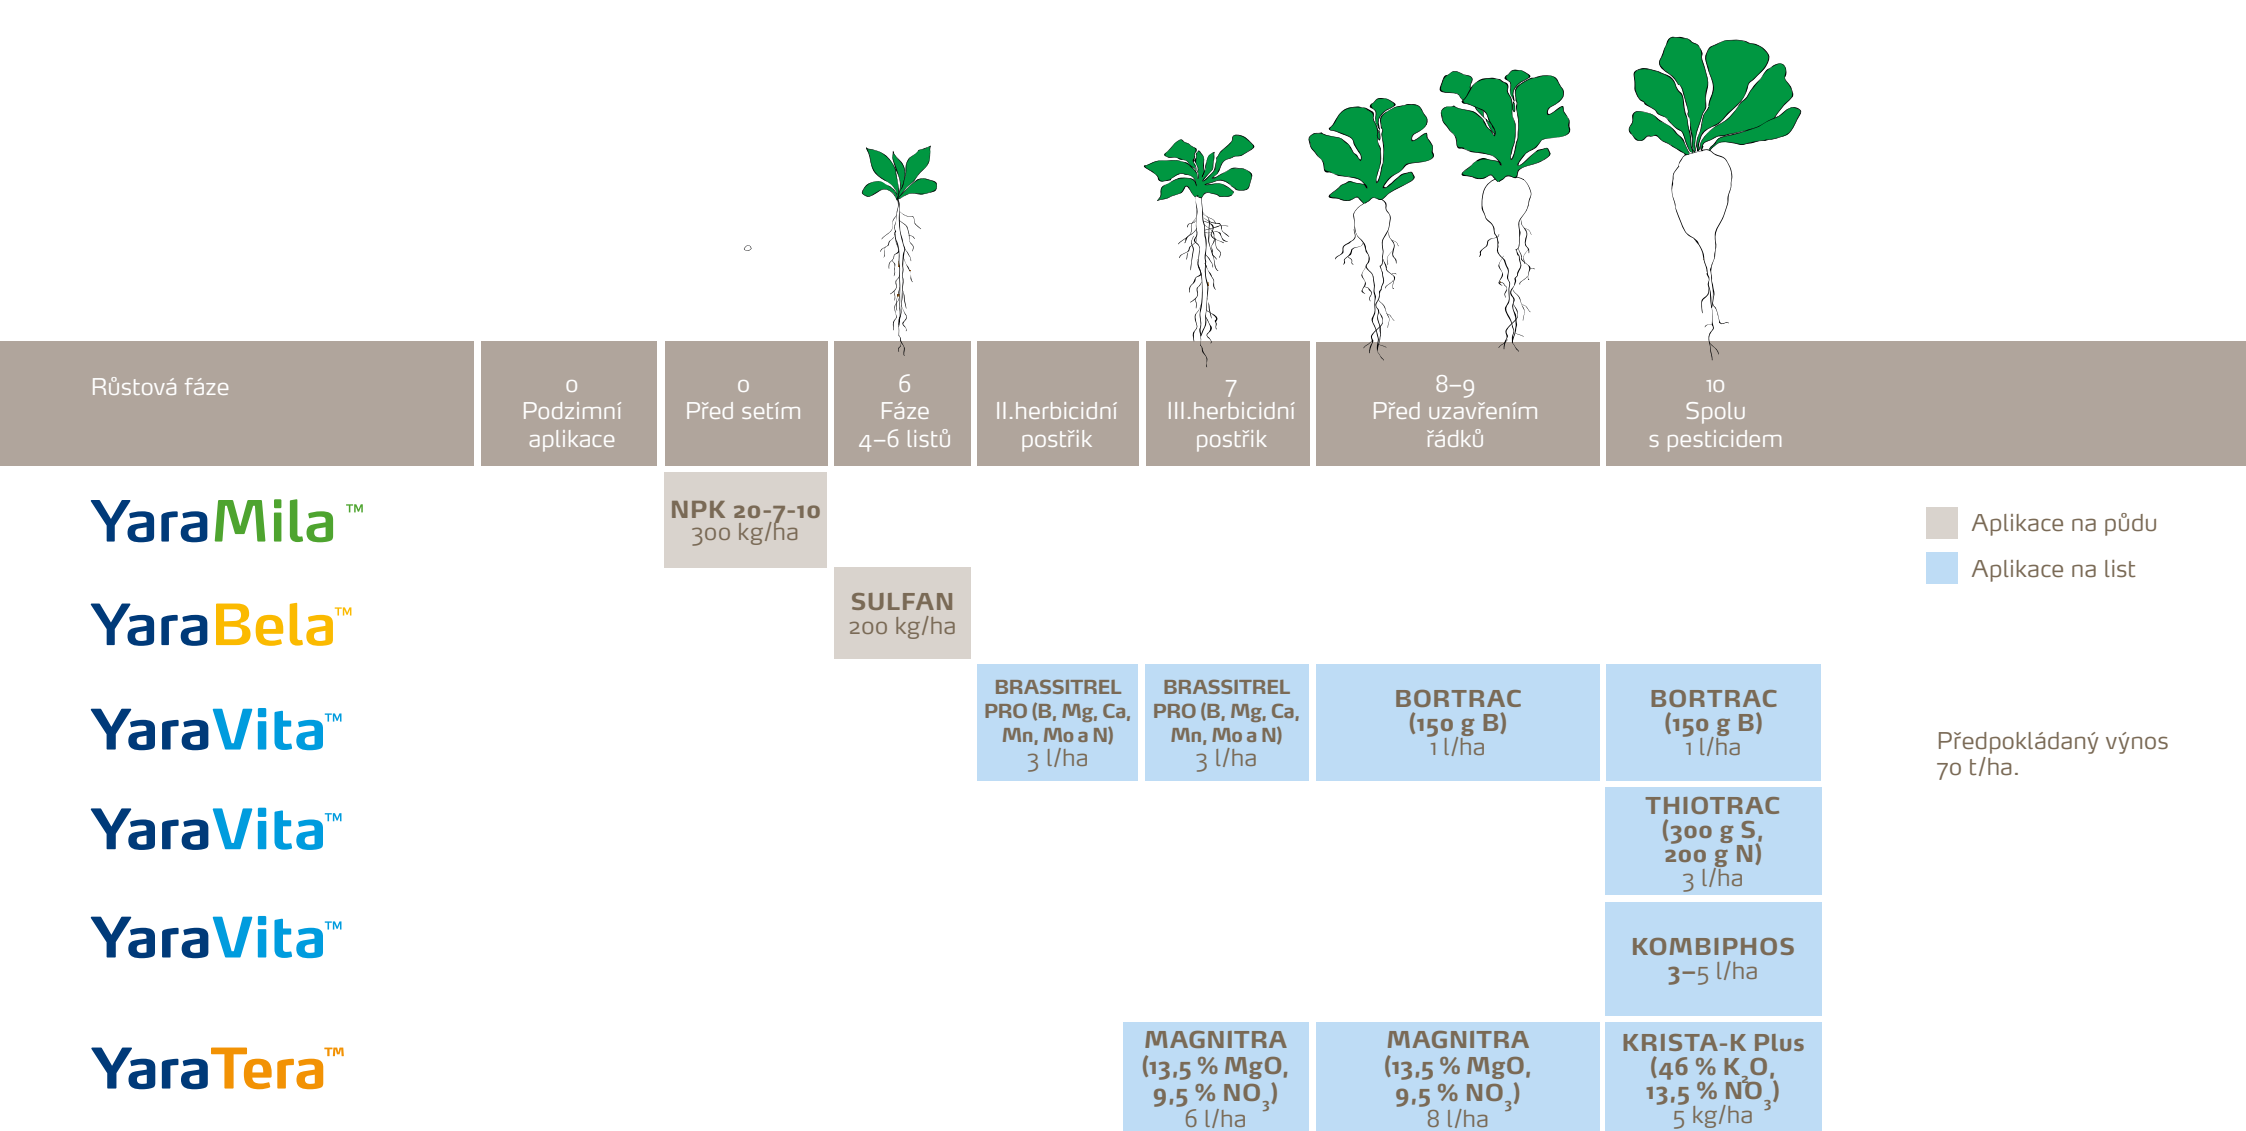 Růstová fáze
0
Podzimní
aplikace
0
Před setím
6
Fáze
4–6 listů
II.herbicidní
postřik
7
III.herbicidní
postřik
8–9
Před uzavřením
řádků
10
Spolu
s pesticidem
YaraMila™
NPK 20-7-10
300 kg/ha
Aplikace na půdu
Aplikace na list
YaraBela™
SULFAN
200 kg/ha
YaraVita™
BRASSITREL
PRO (B, Mg, Ca,
Mn, Mo a N)
3 l/ha
BRASSITREL
PRO (B, Mg, Ca,
Mn, Mo a N)
3 l/ha
BORTRAC
(150 g B)
1 l/ha
BORTRAC
(150 g B)
1 l/ha
Předpokládaný výnos
70 t/ha.
YaraVita™
THIOTRAC
(300 g S,
200 g N)
3 l/ha
YaraVita™
KOMBIPHOS
3–5 l/ha
YaraTera™
MAGNITRA
(13,5 % MgO,
9,5 % NO₃)
6 l/ha
MAGNITRA
(13,5 % MgO,
9,5 % NO₃)
8 l/ha
KRISTA-K Plus
(46 % K₂O,
13,5 % NO₃)
5 kg/ha